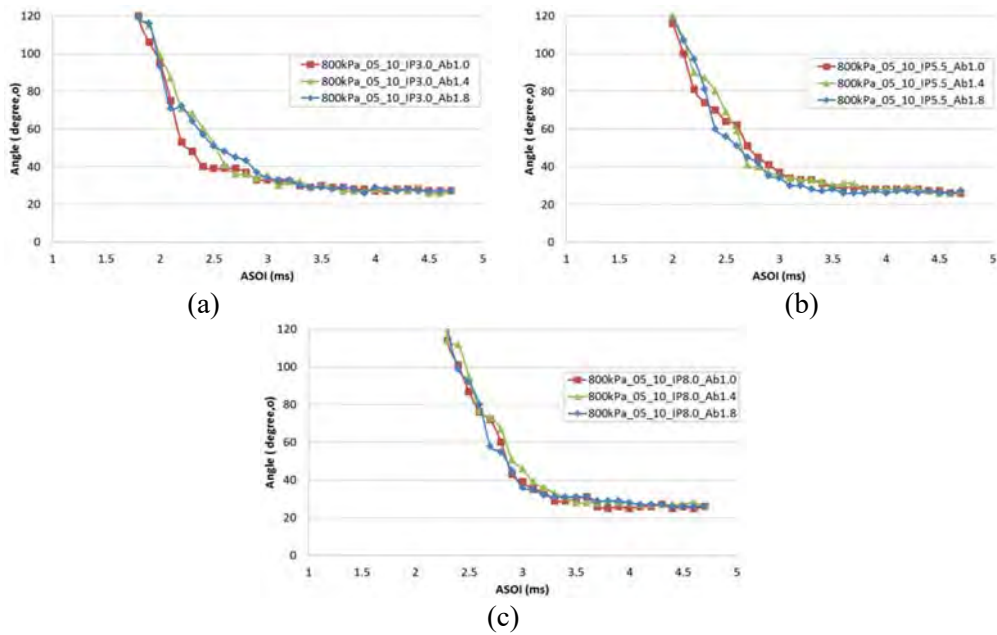 120
100
80
60
40
20
0
Angle ( degree,o)
800kPa_05_10_IP3.0_Ab1.0
800kPa_05_10_IP3.0_Ab1.4
800kPa_05_10_IP3.0_Ab1.8
1 1.5 2 2.5 3 3.5 4 4.5 5
ASOI (ms)
(a)
120
100
80
60
40
20
0
Angle ( degree,o)
800kPa_05_10_IP5.5_Ab1.0
800kPa_05_10_IP5.5_Ab1.4
800kPa_05_10_IP5.5_Ab1.8
1 1.5 2 2.5 3 3.5 4 4.5 5
ASOI (ms)
(b)
120
100
80
60
40
20
0
Angle ( degree,o)
800kPa_05_10_IP8.0_Ab1.0
800kPa_05_10_IP8.0_Ab1.4
800kPa_05_10_IP8.0_Ab1.8
1 1.5 2 2.5 3 3.5 4 4.5 5
ASOI (ms)
(c)